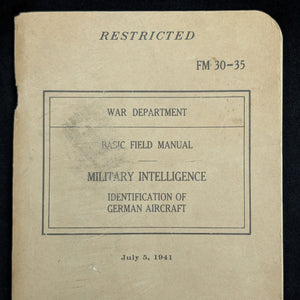 RESTRICTED
FM 30-35
WAR DEPARTMENT
BASIC FIELD MANUAL
MILITARY INTELLIGENCE
IDENTIFICATION OF
GERMAN AIRCRAFT
July 5, 1941